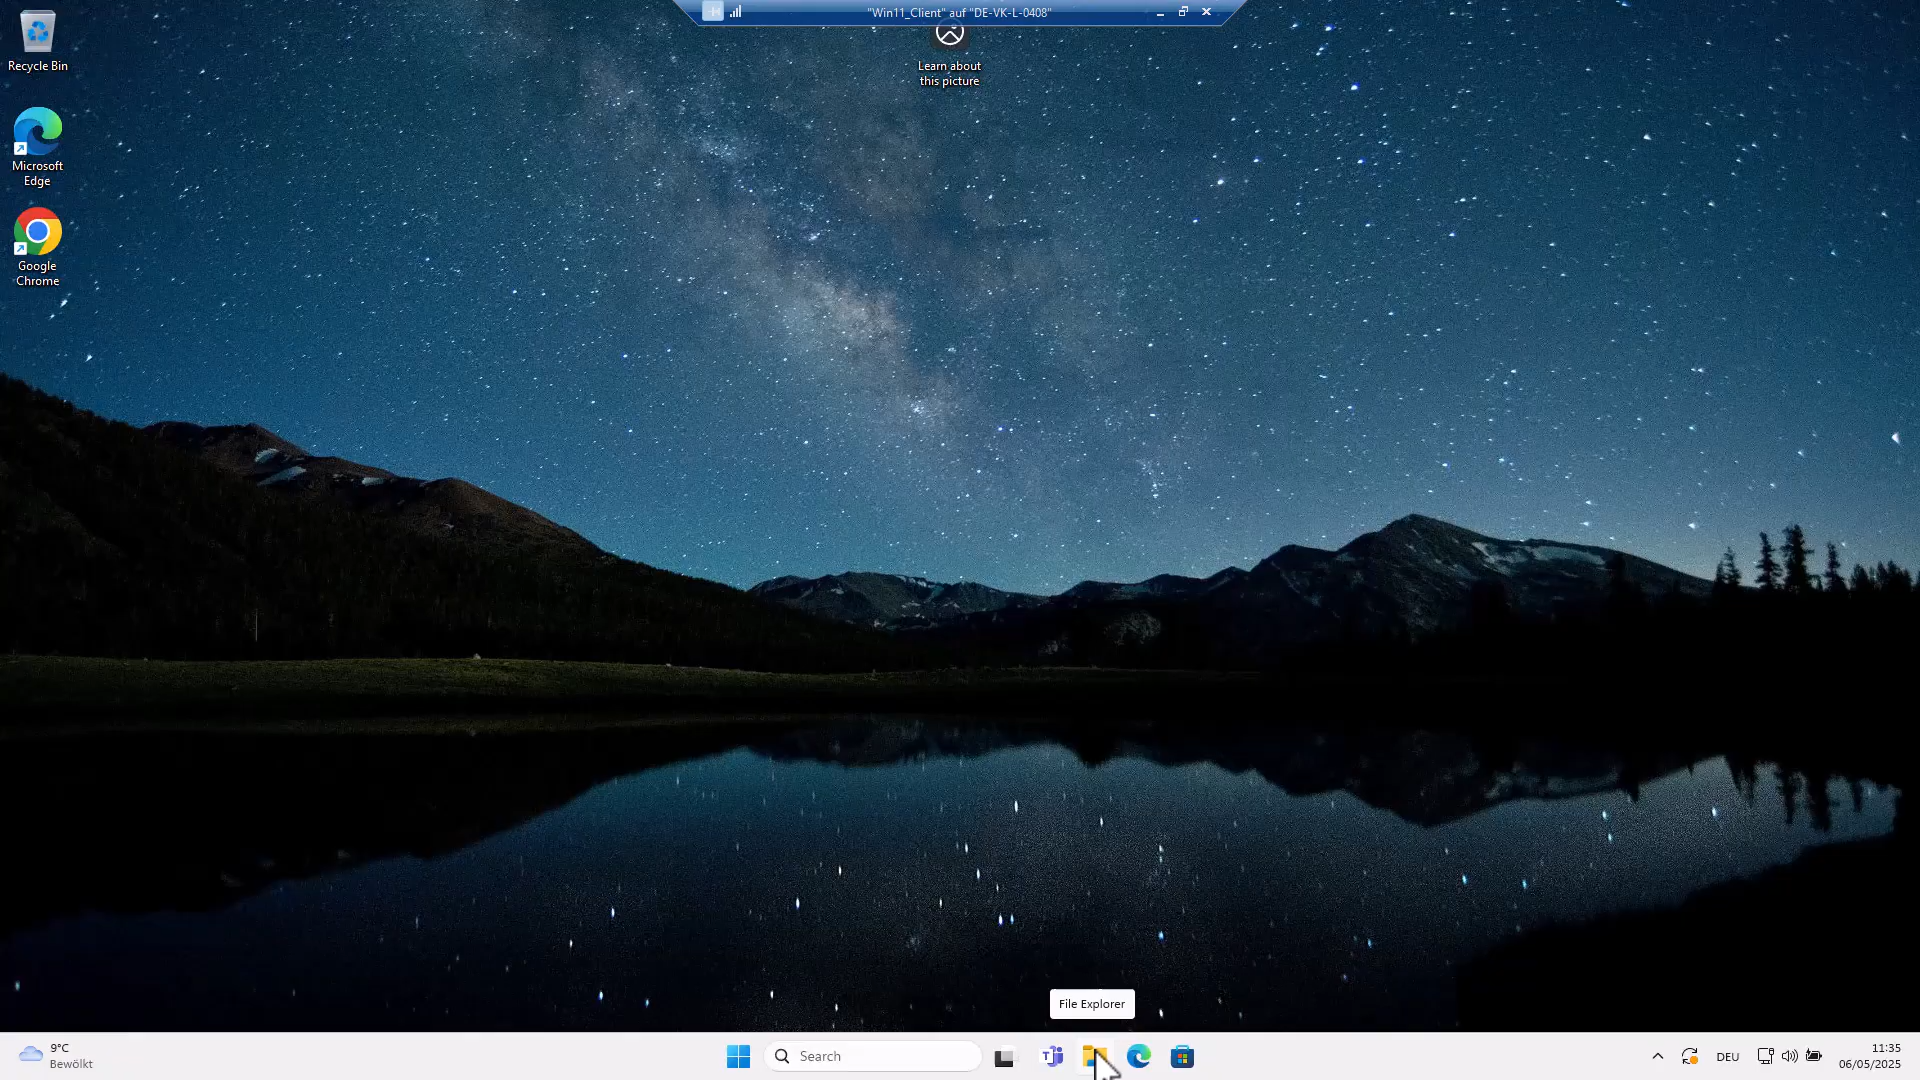 "Win11_Client" auf "DE-VK-L-0408"
Recycle Bin
Learn about
this picture
Microsoft
Edge
Google
Chrome
File Explorer
9°C
Bewölkt
Search
DEU
11:35
06/05/2025